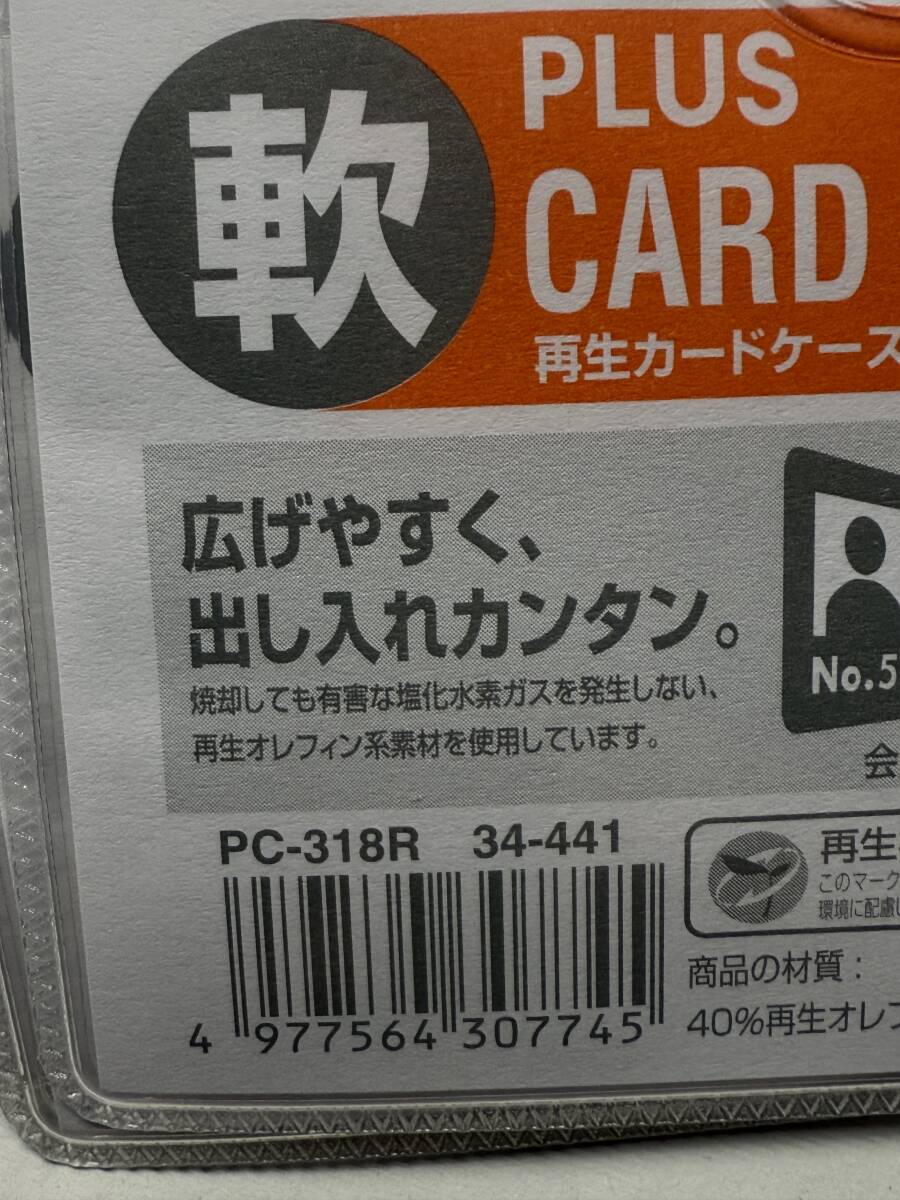 軟
PLUS
CARD
再生カードケース
広げやすく、
出し入れカンタン。
焼却しても有害な塩化水素ガスを発生しない、
再生オレフィン系素材を使用しています。
No.5
会
PC-318R 34-441
再生
このマーク
環境に配慮し
商品の材質：
40%再生オレフ
4 977564 307745